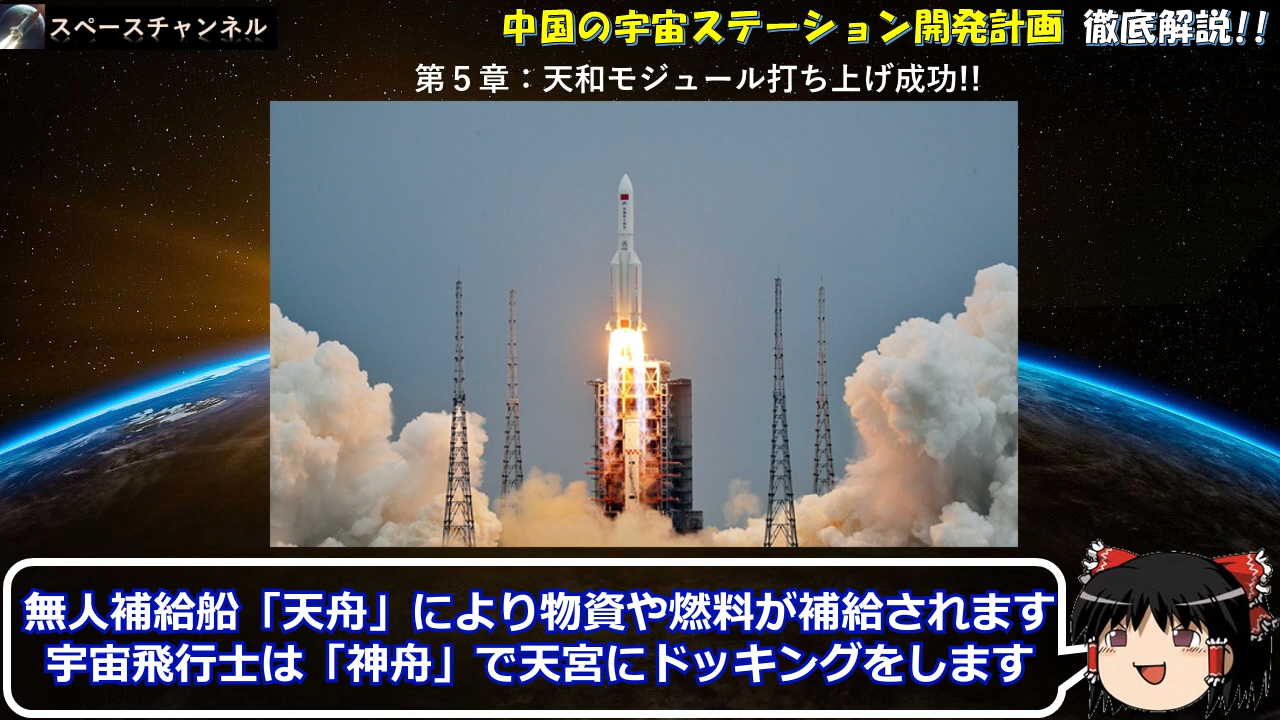 スペースチャンネル
中国の宇宙ステーション開発計画 徹底解説!!
第５章：天和モジュール打ち上げ成功!!
無人補給船「天舟」により物資や燃料が補給されます
宇宙飛行士は「神舟」で天宮にドッキングをします